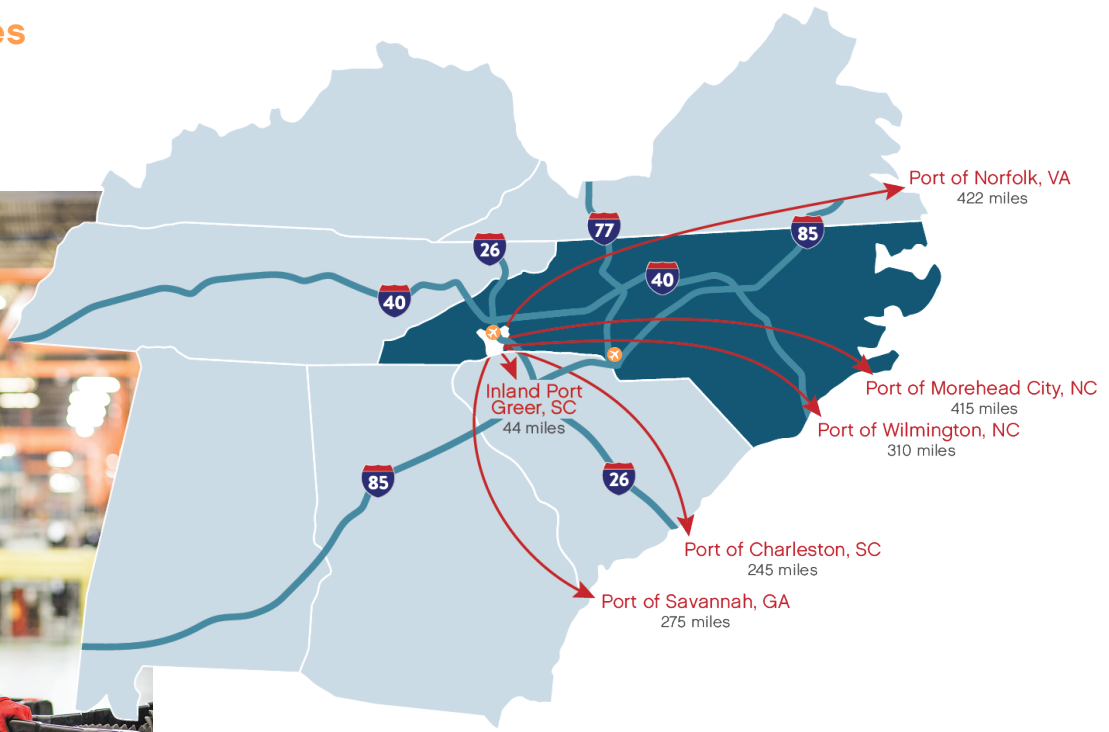 es
Port of Norfolk, VA
422 miles
77
85
26
40
40
Inland Port
Greer, SC
44 miles
Port of Morehead City, NC
415 miles
Port of Wilmington, NC
310 miles
85
26
Port of Charleston, SC
245 miles
Port of Savannah, GA
275 miles